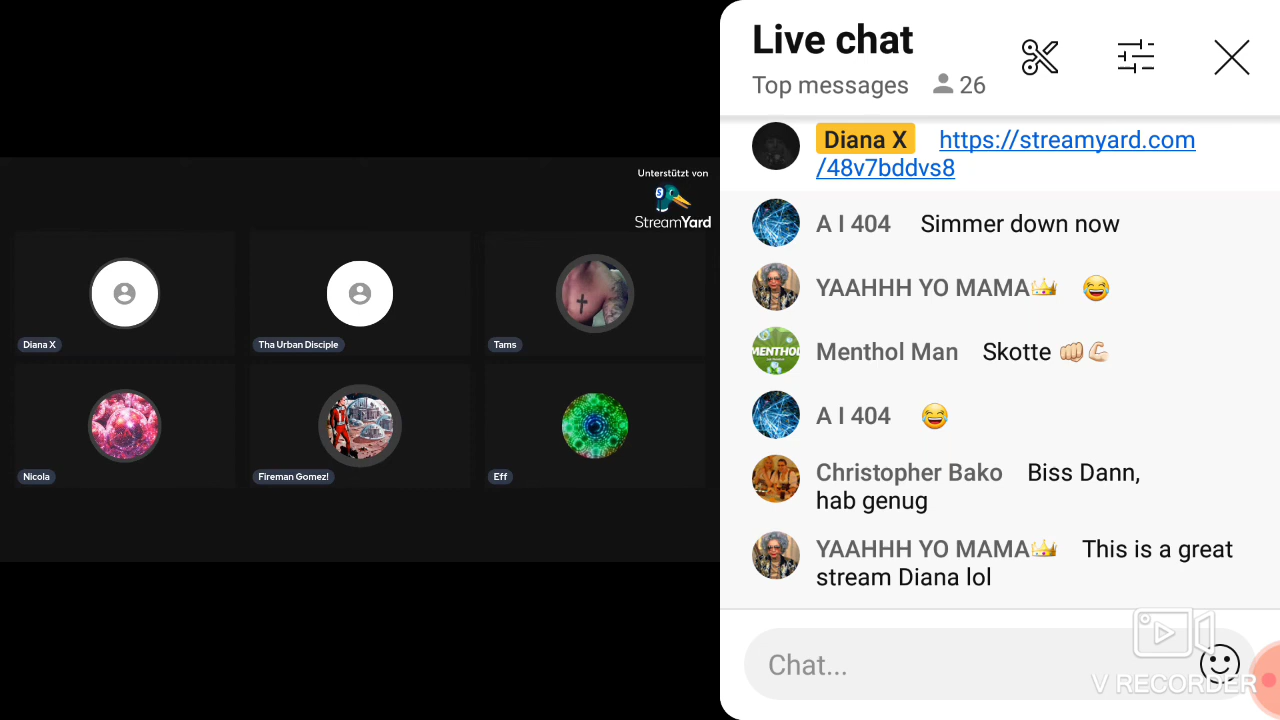 Unterstützt von
StreamYard
Diana X
Tha Urban Disciple
Tams
Nicola
Fireman Gomez!
Eff
Live chat
Top messages 26
Diana X https://streamyard.com
/48v7bddvs8
A I 404 Simmer down now
YAAHHH YO MAMA👑 😂
MENTHOL
Menthol Man Skotte 👊🏻💪🏻
A I 404 😂
Christopher Bako Biss Dann,
hab genug
YAAHHH YO MAMA👑 This is a great
stream Diana lol
Chat...
V RECORDER